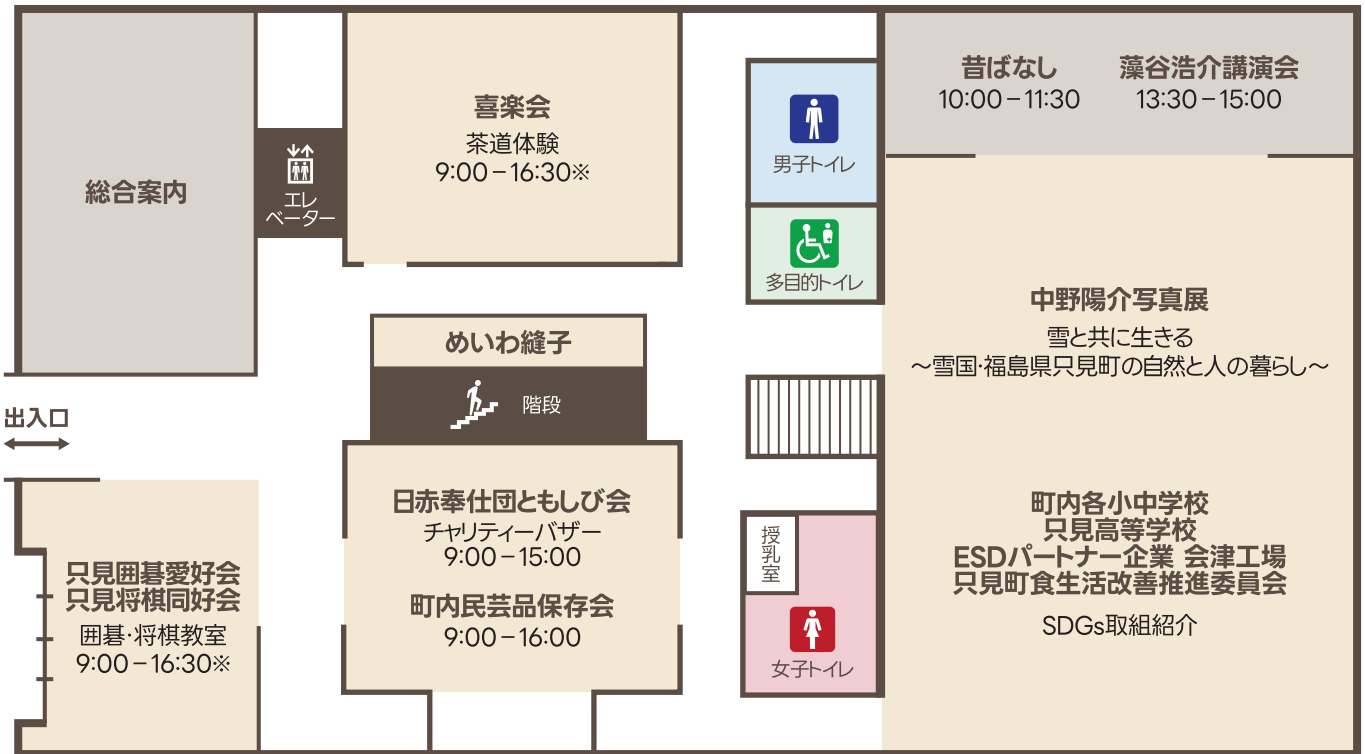 総合案内
エレ
ベーター
喜楽会
茶道体験
9:00−16:30※
男子トイレ
多目的トイレ
昔ばなし
10:00−11:30
藻谷浩介講演会
13:30−15:00
中野陽介写真展
雪と共に生きる
～雪国・福島県只見町の自然と人の暮らし～
めいわ縫子
階段
出入口
日赤奉仕団ともしび会
チャリティーバザー
9:00−15:00
町内民芸品保存会
9:00−16:00
只見囲碁愛好会
只見将棋同好会
囲碁・将棋教室
9:00−16:30※
授乳室
女子トイレ
町内各小中学校
只見高等学校
ESDパートナー企業 会津工場
只見町食生活改善推進委員会
SDGs取組紹介